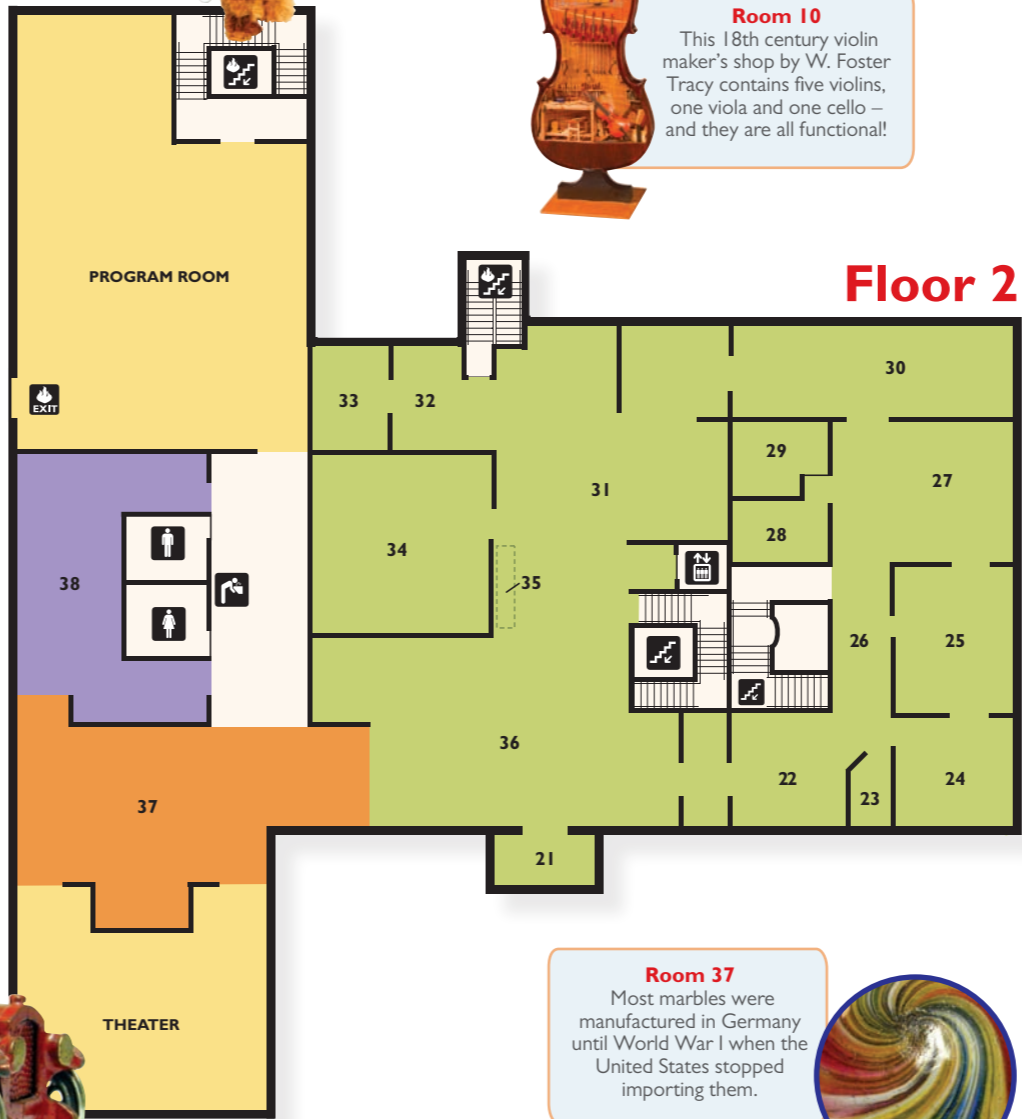 Room 10
This 18th century violin
maker's shop by W. Foster
Tracy contains five violins,
one viola and one cello –
and they are all functional!
Floor 2
PROGRAM ROOM
EXIT
30
33
32
29
27
31
28
34
35
38
26
25
36
22
24
23
37
21
THEATER
Room 37
Most marbles were
manufactured in Germany
until World War I when the
United States stopped
importing them.